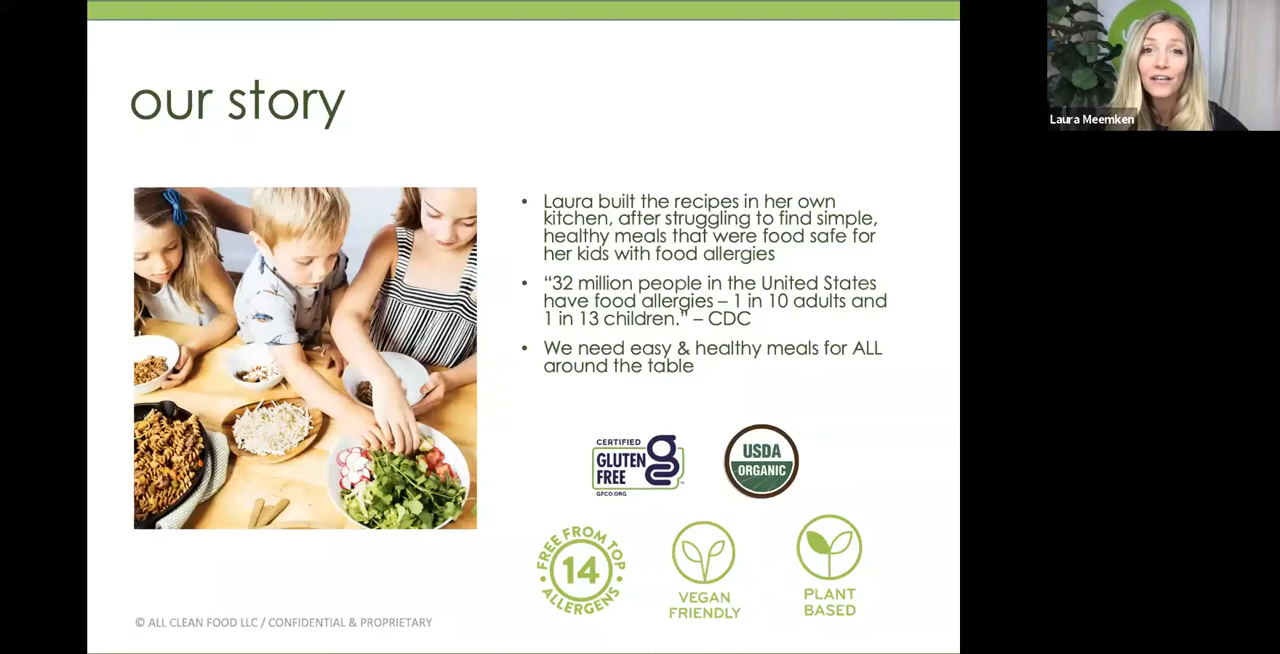 our story
Laura Meemken
• Laura built the recipes in her own
kitchen, after struggling to find simple,
healthy meals that were food safe for
her kids with food allergies
• “32 million people in the United States
have food allergies – 1 in 10 adults and
1 in 13 children.” – CDC
• We need easy & healthy meals for ALL
around the table
CERTIFIED
GLUTEN
FREE
GFCO.ORG
USDA
ORGANIC
FREE FROM TOP
14
ALLERGENS
VEGAN
FRIENDLY
PLANT
BASED
© ALL CLEAN FOOD LLC / CONFIDENTIAL & PROPRIETARY